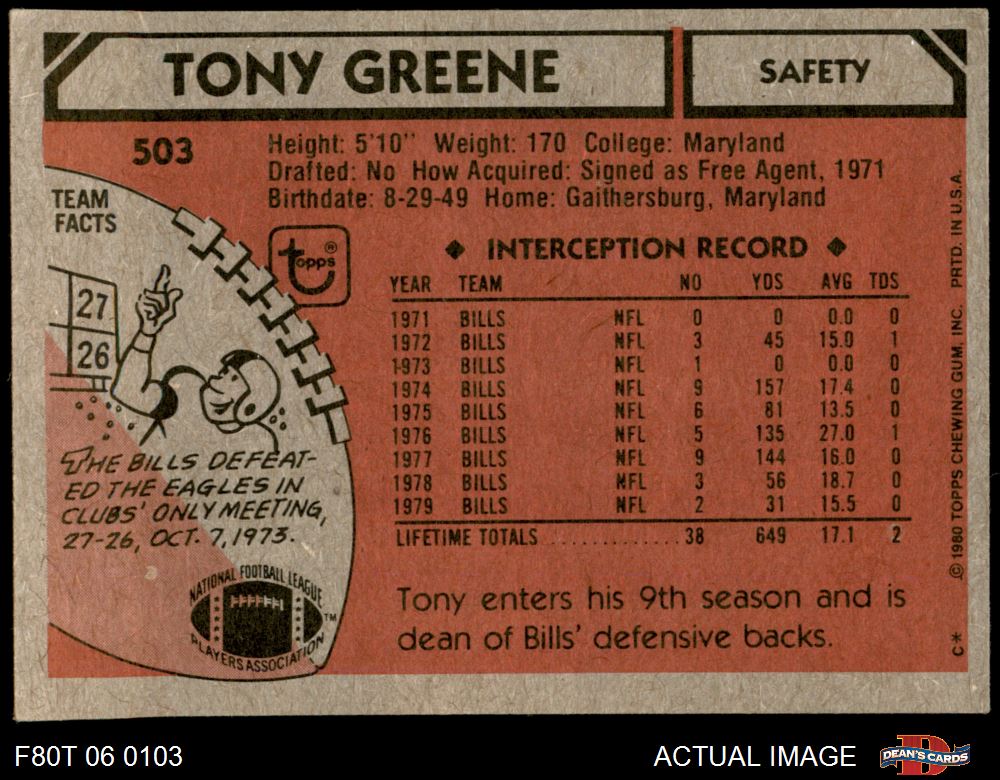 TONY GREENE
SAFETY
503
Height: 5'10" Weight: 170 College: Maryland
Drafted: No How Acquired: Signed as Free Agent, 1971
Birthdate: 8-29-49 Home: Gaithersburg, Maryland
TEAM
FACTS
27
26
THE BILLS DEFEAT-
ED THE EAGLES IN
CLUBS' ONLY MEETING,
27-26, OCT. 7, 1973.
NATIONAL FOOTBALL LEAGUE
PLAYERS ASSOCIATION
TM
topps®
◆ INTERCEPTION RECORD ◆
YEAR TEAM NO YDS AVG TDS
1971 BILLS NFL 0 0 0.0 0
1972 BILLS NFL 3 45 15.0 1
1973 BILLS NFL 1 0 0.0 0
1974 BILLS NFL 9 157 17.4 0
1975 BILLS NFL 6 81 13.5 0
1976 BILLS NFL 5 135 27.0 1
1977 BILLS NFL 9 144 16.0 0
1978 BILLS NFL 3 56 18.7 0
1979 BILLS NFL 2 31 15.5 0
LIFETIME TOTALS ............ 38 649 17.1 2
Tony enters his 9th season and is
dean of Bills' defensive backs.
© 1980 TOPPS CHEWING GUM, INC. PRTD. IN U.S.A.
C*
F80T 06 0103
ACTUAL IMAGE
DEAN'S CARDS